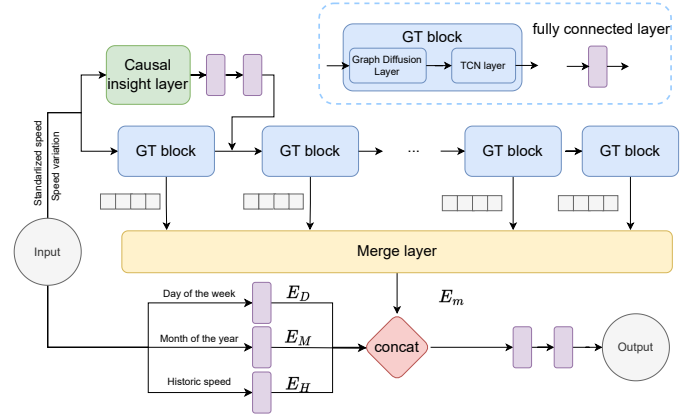 GT block
fully connected layer
Graph Diffusion
Layer
TCN layer
Causal
insight layer
Standarlized speed
Speed variation
GT block
GT block
...
GT block
GT block
Input
Merge layer
Day of the week
E_D
E_m
Month of the year
E_M
concat
Output
Historic speed
E_H